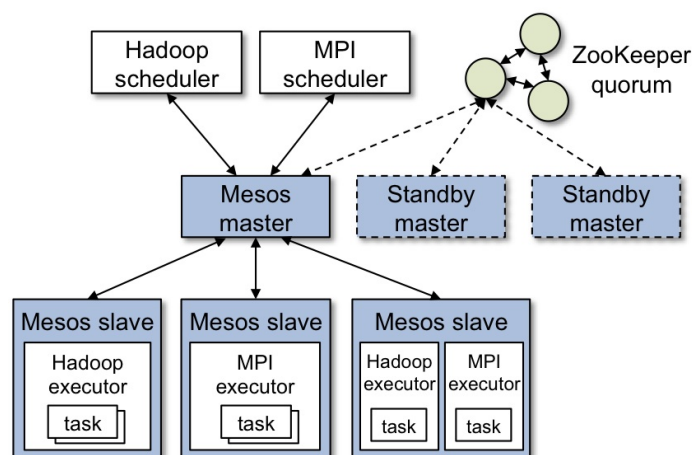 Hadoop
scheduler
MPI
scheduler
ZooKeeper
quorum
Mesos
master
Standby
master
Standby
master
Mesos slave
Hadoop
executor
task
Mesos slave
MPI
executor
task
Mesos slave
Hadoop
executor
task
MPI
executor
task